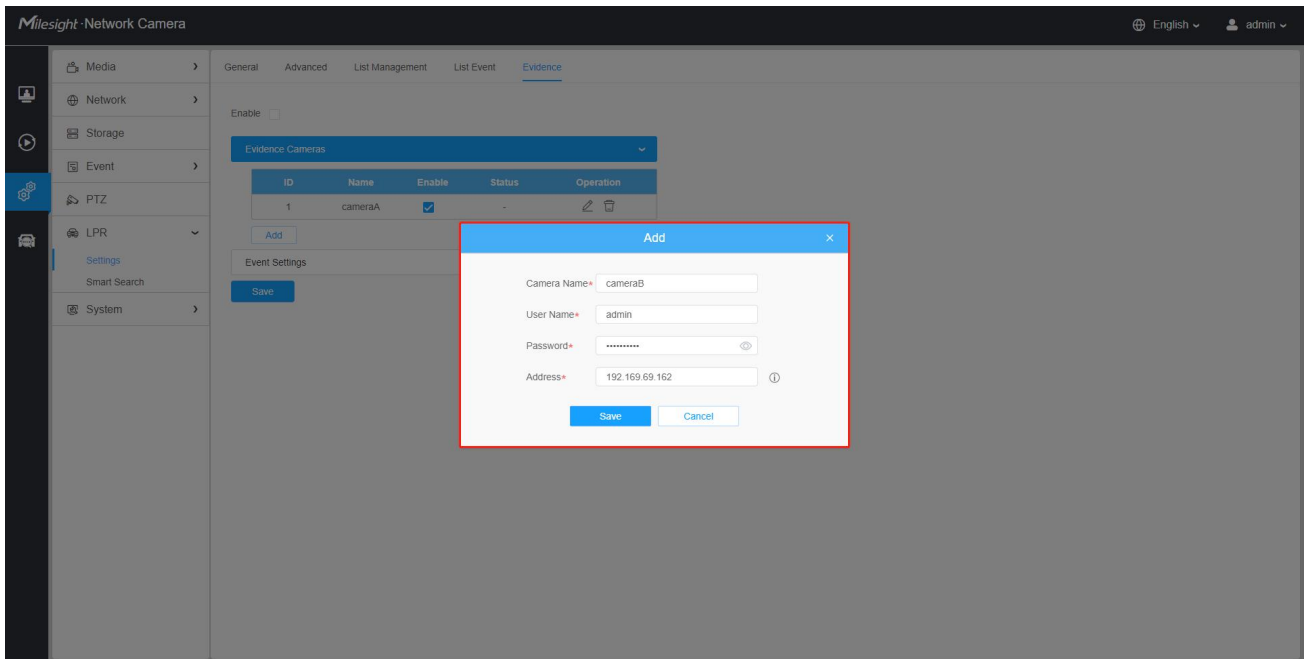 Milesight · Network Camera
English
admin
Media
Network
Storage
Event
PTZ
LPR
Settings
Smart Search
System
General Advanced List Management List Event Evidence
Enable
Evidence Cameras
ID Name Enable Status Operation
1 cameraA -
Add
Event Settings
Save
Add
Camera Name* cameraB
User Name* admin
Password* ••••••••••
Address* 192.169.69.162
Save Cancel